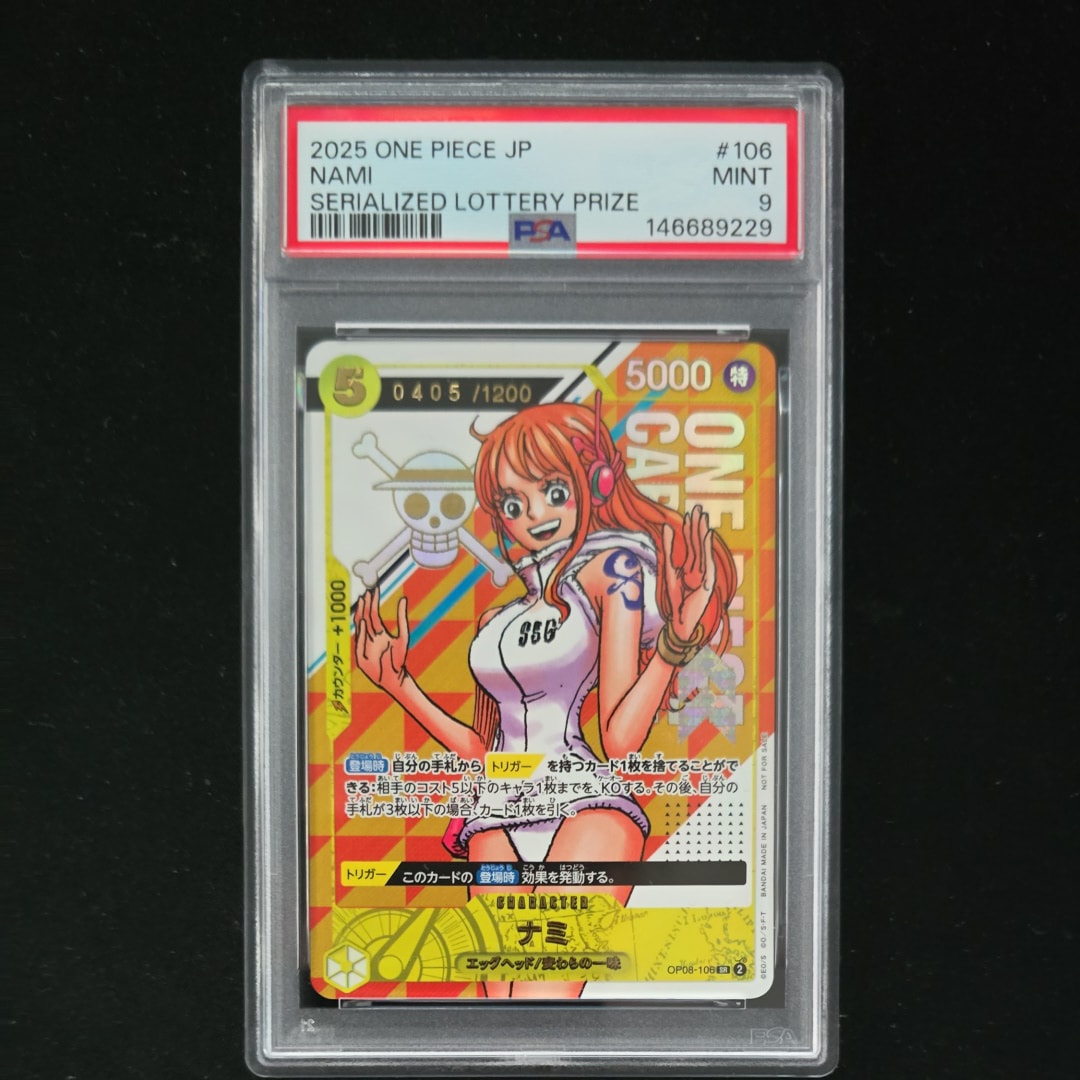 2025 ONE PIECE JP #106
NAMI MINT
SERIALIZED LOTTERY PRIZE 9
PSA 146689229
5 0405 /1200 5000 特
ONE PIECE
CAR
カウンター +1000
SSG
登場時 自分の手札から、トリガー を持つカード1枚を捨てることがで
きる:相手のコスト5以下のキャラ1枚までを、KOする。その後、自分の
手札が3枚以下の場合、カード1枚を引く。
トリガー このカードの 登場時 効果を発動する。
CHARACTER
ナミ
エッグヘッド/麦わらの一味
OP08-106 SR 2
©EO/S ©O/S·F·T BANDAI MADE IN JAPAN NOT FOR SALE
PSA